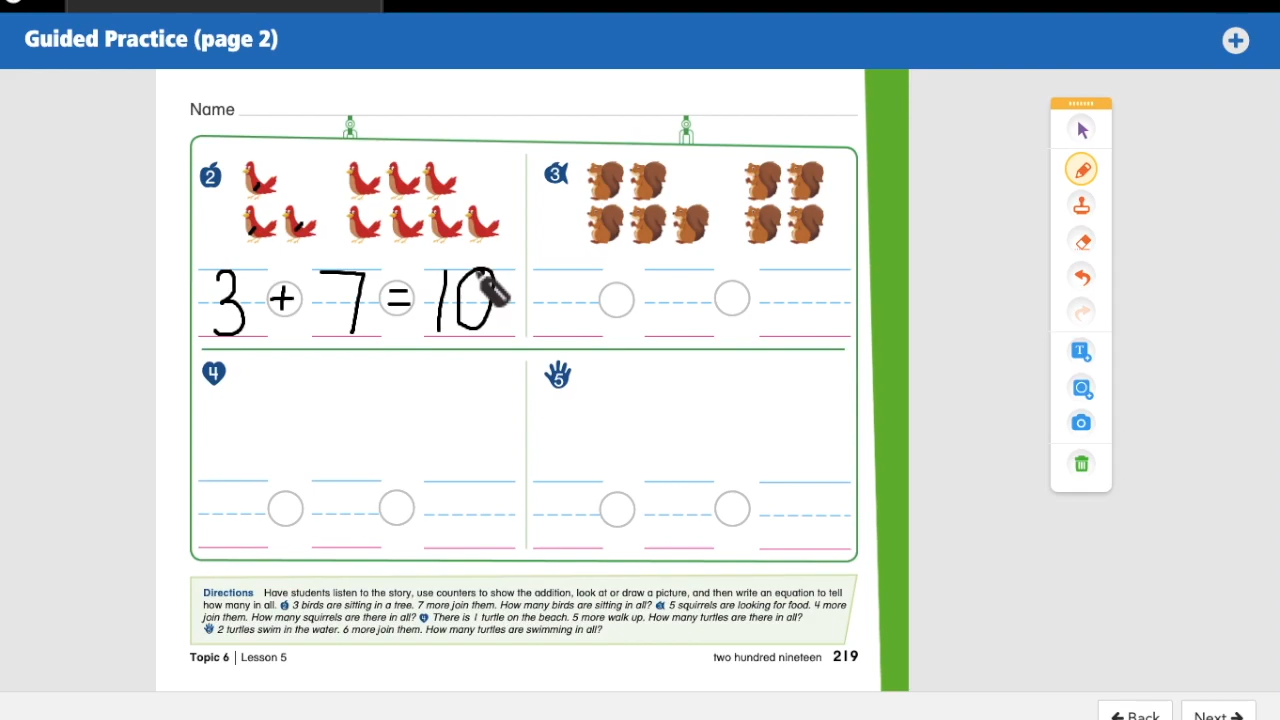 Guided Practice (page 2)
Name
2
3
3 + 7 = 10
4
5
Directions Have students listen to the story, use counters to show the addition, look at or draw a picture, and then write an equation to tell
how many in all. 2 3 birds are sitting in a tree. 7 more join them. How many birds are sitting in all? 3 5 squirrels are looking for food. 4 more
join them. How many squirrels are there in all? 4 There is 1 turtle on the beach. 5 more walk up. How many turtles are there in all?
5 2 turtles swim in the water. 6 more join them. How many turtles are swimming in all?
Topic 6 | Lesson 5
two hundred nineteen 219
T
Back
Next